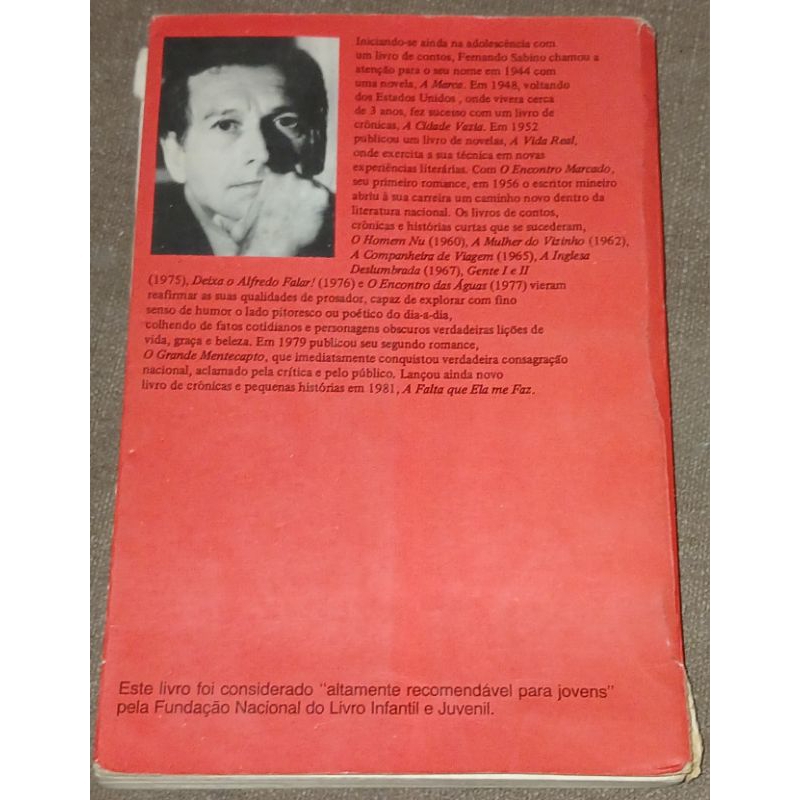 Iniciando-se ainda na adolescência com
um livro de contos, Fernando Sabino chamou a
atenção para o seu nome em 1944 com
uma novela, A Marca. Em 1948, voltando
dos Estados Unidos , onde vivera cerca
de 3 anos, fez sucesso com um livro de
crônicas, A Cidade Vazia. Em 1952
publicou um livro de novelas, A Vida Real,
onde exercita a sua técnica em novas
experiências literárias. Com O Encontro Marcado,
seu primeiro romance, em 1956 o escritor mineiro
abriu à sua carreira um caminho novo dentro da
literatura nacional. Os livros de contos,
crônicas e histórias curtas que se sucederam,
O Homem Nu (1960), A Mulher do Vizinho (1962),
A Companheira de Viagem (1965), A Inglesa
Deslumbrada (1967), Gente I e II
(1975), Deixa o Alfredo Falar! (1976) e O Encontro das Águas (1977) vieram
reafirmar as suas qualidades de prosador, capaz de explorar com fino
senso de humor o lado pitoresco ou poético do dia-a-dia,
colhendo de fatos cotidianos e personagens obscuros verdadeiras lições de
vida, graça e beleza. Em 1979 publicou seu segundo romance,
O Grande Mentecapto, que imediatamente conquistou verdadeira consagração
nacional, aclamado pela crítica e pelo público. Lançou ainda novo
livro de crônicas e pequenas histórias em 1981, A Falta que Ela me Faz.
Este livro foi considerado "altamente recomendável para jovens"
pela Fundação Nacional do Livro Infantil e Juvenil.